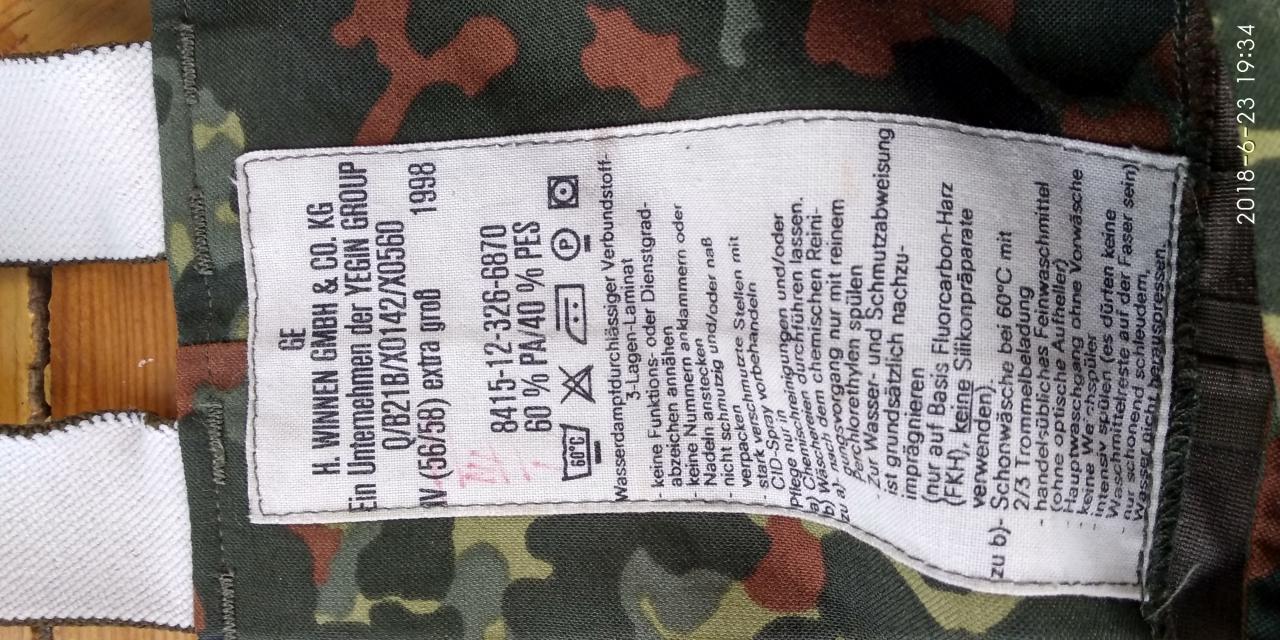 GE
H. WINNEN GMBH & CO. KG
Ein Unternehmen der YEGIN GROUP
Q/B21B/X0142/X0560
IV (56/58) extra groß 1998
8415-12-326-6870
60 % PA/40 % PES
60°C P
Wasserdampfdurchlässiger Verbundstoff-
3-Lagen-Laminat
- keine Funktions- oder Dienstgrad-
abzeichen annähen
- keine Nummern anklammern oder
Nadeln anstecken
- nicht schmutzig und/oder naß
verpacken
- stark verschmutzte Stellen mit
CID-Spray vorbehandeln
Pflege nur in
a) Chemischreinigungen und/oder
b) Wäschereien durchführen lassen.
zu a)- nach dem chemischen Reini-
gungsvorgang nur mit reinem
Perchlorethylen spülen
- Zur Wasser- und Schmutzabweisung
ist grundsätzlich nachzu-
imprägnieren
(nur auf Basis Fluorcarbon-Harz
(FKH), keine Silikonpräparate
verwenden).
zu b)- Schonwäsche bei 60°C mit
2/3 Trommelbeladung
- handelsübliches Feinwaschmittel
(ohne optische Aufheller)
- Hauptwaschgang ohne Vorwäsche
- keine Weichspüler
- intensiv spülen (es dürfen keine
Waschmittelreste auf der Faser sein)
- nur schonend schleudern,
Wasser nicht herauspressen.
2018-6-23 19:34